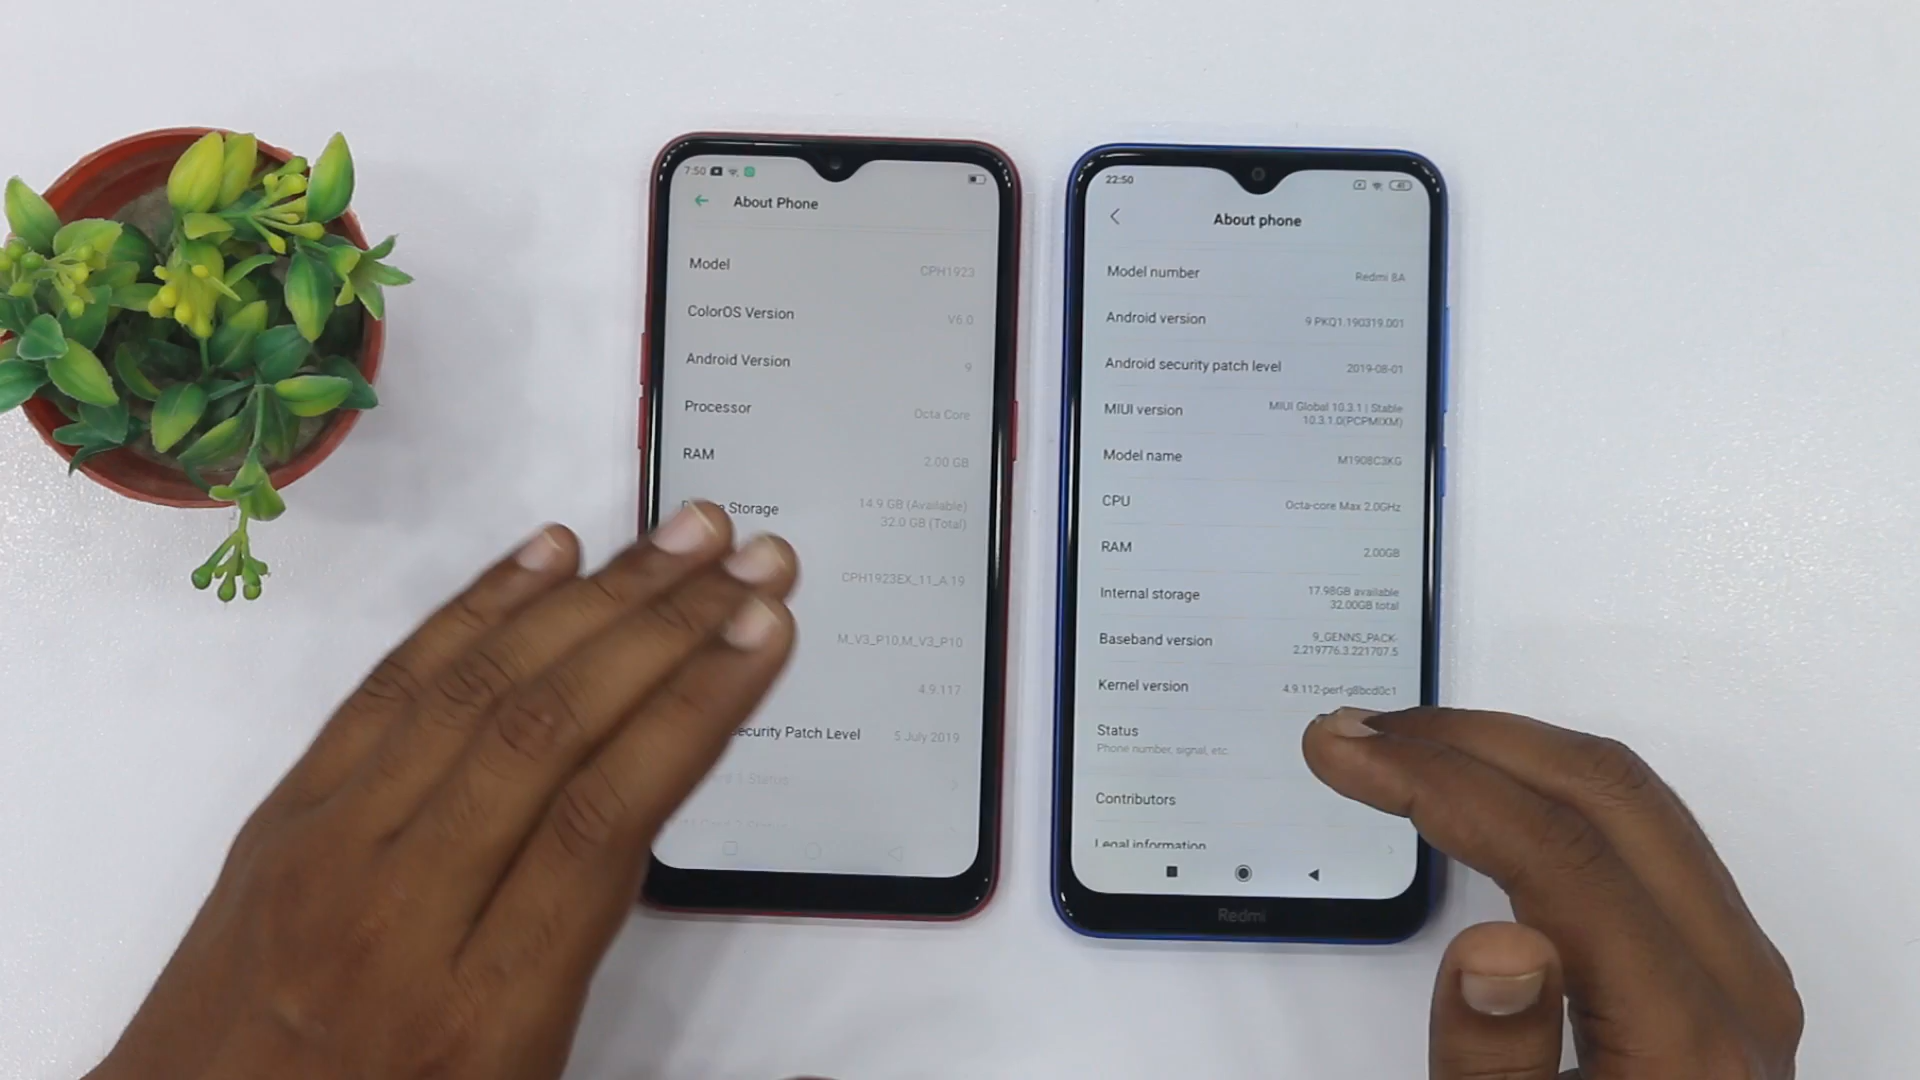 7:50
About Phone
Model
CPH1923
ColorOS Version
V6.0
Android Version
9
Processor
Octa Core
RAM
2.00 GB
Storage
14.9 GB (Available)
32.0 GB (Total)
CPH1923EX_11_A.19
M_V3_P10,M_V3_P10
4.9.117
Security Patch Level
5 July 2019
22:50
About phone
Model number
Redmi 8A
Android version
9 PKQ1.190319.001
Android security patch level
2019-08-01
MIUI version
MIUI Global 10.3.1 | Stable
10.3.1.0(PCPMIXM)
Model name
M1908C3KG
CPU
Octa-core Max 2.0GHz
RAM
2.00GB
Internal storage
17.98GB available
32.00GB total
Baseband version
9_GENNS_PACK-
2.219776.3.221707.5
Kernel version
4.9.112-perf-g8bcd0c1
Status
Phone number, signal, etc.
Contributors
Legal information
Redmi